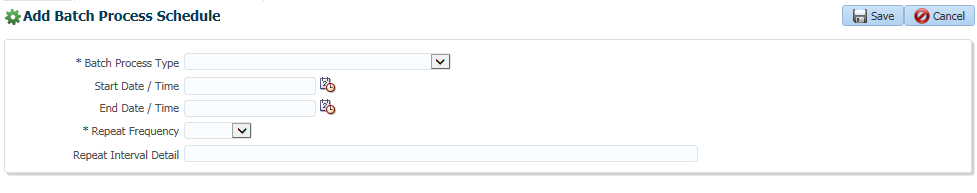 Add Batch Process Schedule
Save
Cancel
* Batch Process Type
Start Date / Time
End Date / Time
* Repeat Frequency
Repeat Interval Detail